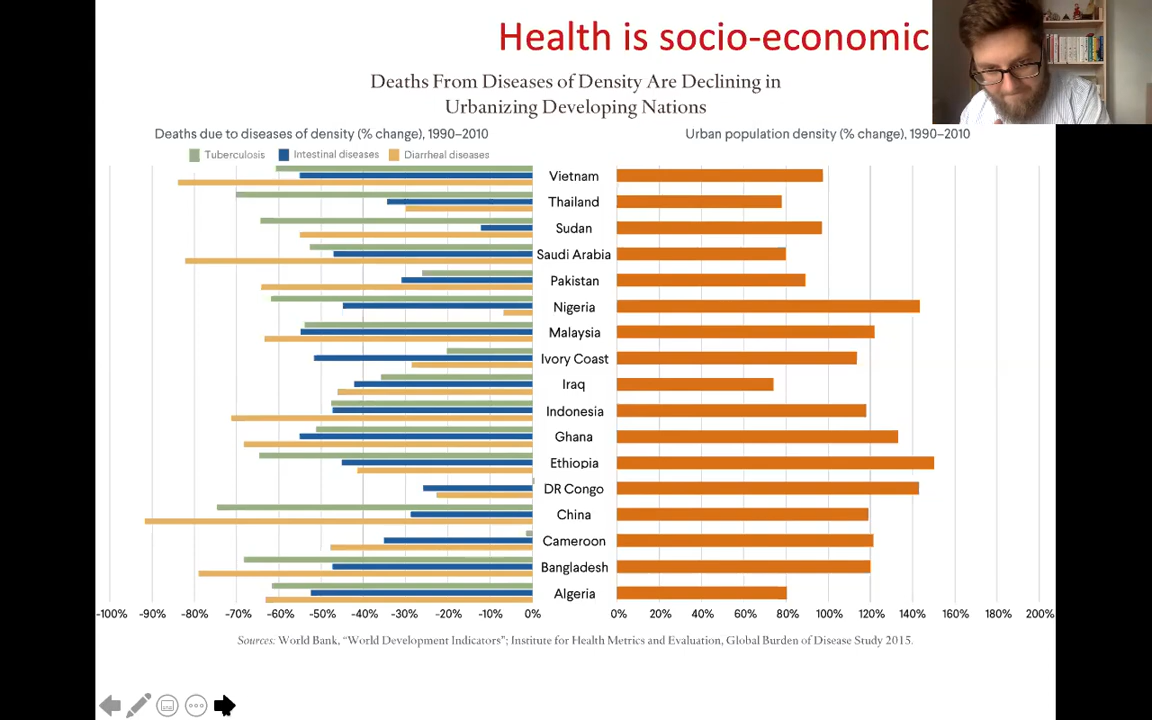 Health is socio-economic
Deaths From Diseases of Density Are Declining in
Urbanizing Developing Nations
Deaths due to diseases of density (% change), 1990–2010
Urban population density (% change), 1990–2010
Tuberculosis Intestinal diseases Diarrheal diseases
Vietnam
Thailand
Sudan
Saudi Arabia
Pakistan
Nigeria
Malaysia
Ivory Coast
Iraq
Indonesia
Ghana
Ethiopia
DR Congo
China
Cameroon
Bangladesh
Algeria
-100% -90% -80% -70% -60% -50% -40% -30% -20% -10% 0%
0% 20% 40% 60% 80% 100% 120% 140% 160% 180% 200%
Sources: World Bank, “World Development Indicators”; Institute for Health Metrics and Evaluation, Global Burden of Disease Study 2015.